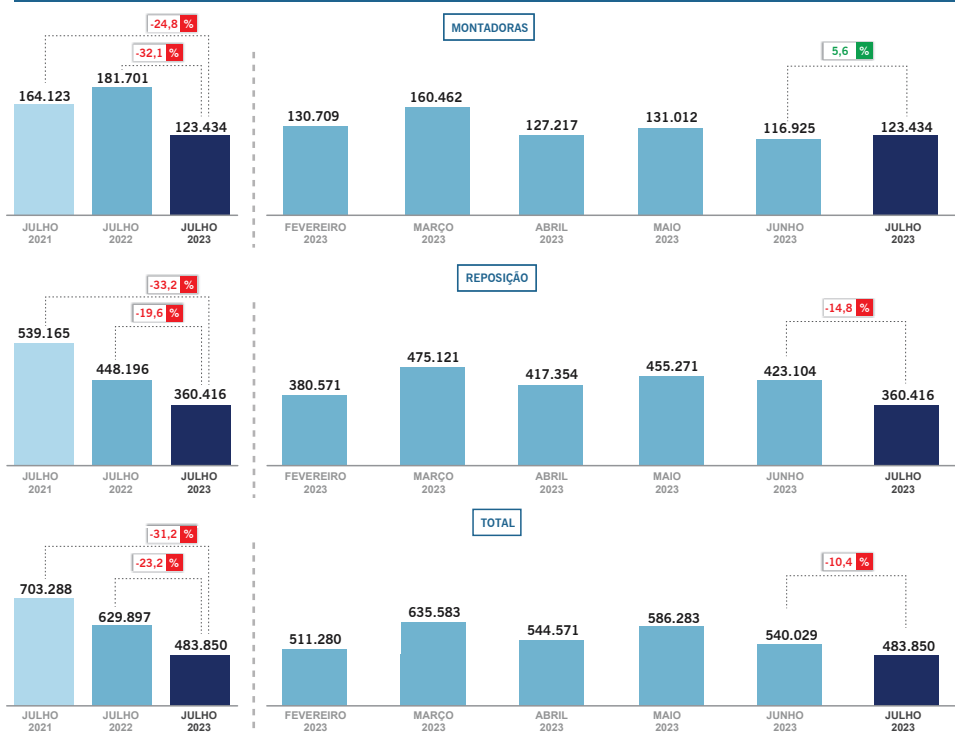 MONTADORAS
-24,8 %
-32,1 %
5,6 %
164.123
181.701
123.434
130.709
160.462
127.217
131.012
116.925
123.434
JULHO 2021
JULHO 2022
JULHO 2023
FEVEREIRO 2023
MARÇO 2023
ABRIL 2023
MAIO 2023
JUNHO 2023
JULHO 2023
REPOSIÇÃO
-33,2 %
-19,6 %
-14,8 %
539.165
448.196
360.416
380.571
475.121
417.354
455.271
423.104
360.416
JULHO 2021
JULHO 2022
JULHO 2023
FEVEREIRO 2023
MARÇO 2023
ABRIL 2023
MAIO 2023
JUNHO 2023
JULHO 2023
TOTAL
-31,2 %
-23,2 %
-10,4 %
703.288
629.897
483.850
511.280
635.583
544.571
586.283
540.029
483.850
JULHO 2021
JULHO 2022
JULHO 2023
FEVEREIRO 2023
MARÇO 2023
ABRIL 2023
MAIO 2023
JUNHO 2023
JULHO 2023